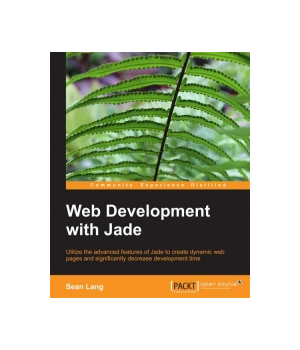 Community Experience Distilled
Web Development
with Jade
Utilize the advanced features of Jade to create dynamic web
pages and significantly decrease development time
Sean Lang
PACKT open source
PUBLISHING